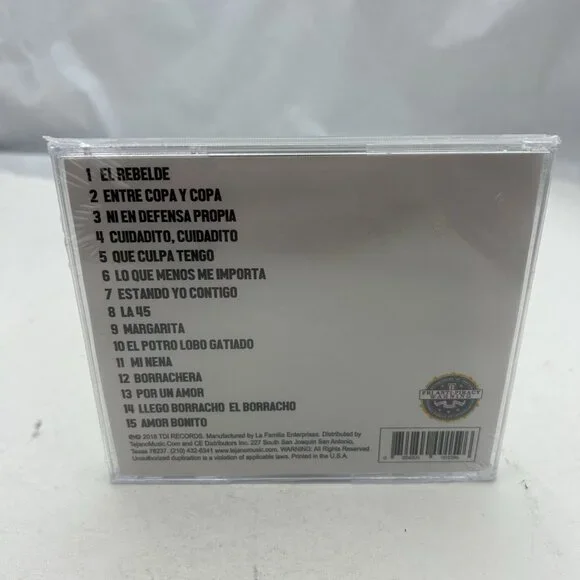 1 EL REBELDE
2 ENTRE COPA Y COPA
3 NI EN DEFENSA PROPIA
4 CUIDADITO, CUIDADITO
5 QUE CULPA TENGO
6 LO QUE MENOS ME IMPORTA
7 ESTANDO YO CONTIGO
8 LA 45
9 MARGARITA
10 EL POTRO LOBO GATIADO
11 MI NENA
12 BORRACHERA
13 POR UN AMOR
14 LLEGO BORRACHO EL BORRACHO
15 AMOR BONITO
℗©2018 TDI RECORDS. Manufactured by La Familia Enterprises. Distributed by
TejanoMusic.Com and CE Distributors Inc. 227 South San Joaquin San Antonio,
Texas 78237. (210) 432-6341 www.tejanomusic.com. WARNING: All Rights Reserved.
Unauthorized duplication is a violation of applicable laws. Printed in the U.S.A.
FBI ANTI-PIRACY
WARNING